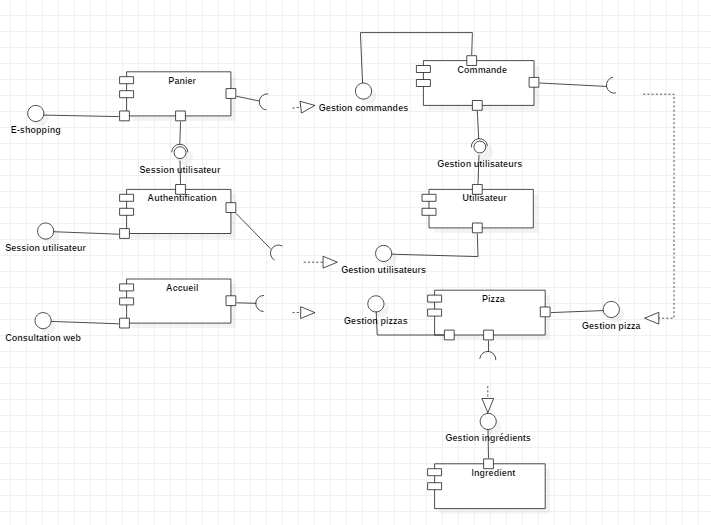 Panier
Commande
Gestion commandes
E-shopping
Session utilisateur
Gestion utilisateurs
Authentification
Utilisateur
Session utilisateur
Gestion utilisateurs
Accueil
Pizza
Gestion pizzas
Gestion pizza
Consultation web
Gestion ingrédients
Ingrédient